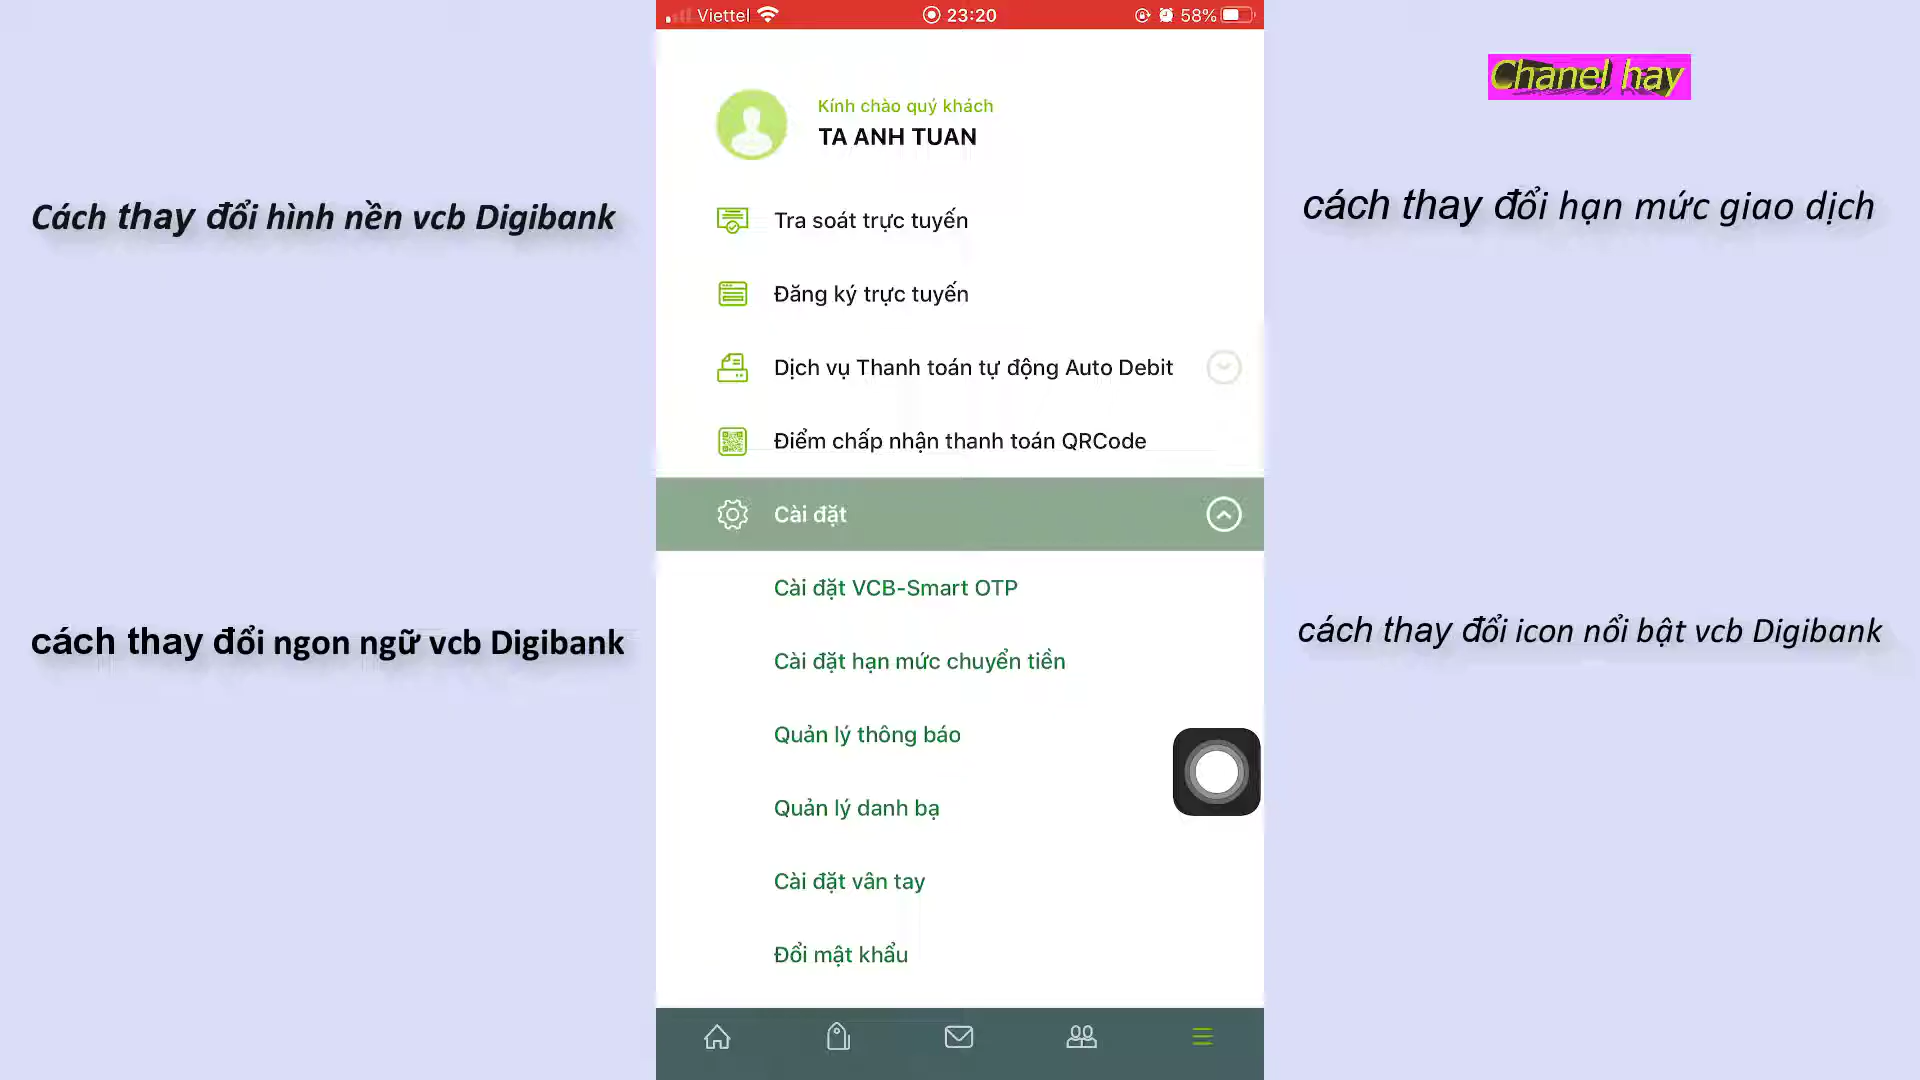 Viettel 23:20 58%
Chanel hay
Kính chào quý khách
TA ANH TUAN
Cách thay đổi hình nền vcb Digibank
cách thay đổi hạn mức giao dịch
Tra soát trực tuyến
Đăng ký trực tuyến
Dịch vụ Thanh toán tự động Auto Debit
Điểm chấp nhận thanh toán QRCode
Cài đặt
Cài đặt VCB-Smart OTP
cách thay đổi ngon ngữ vcb Digibank
cách thay đổi icon nổi bật vcb Digibank
Cài đặt hạn mức chuyển tiền
Quản lý thông báo
Quản lý danh bạ
Cài đặt vân tay
Đổi mật khẩu